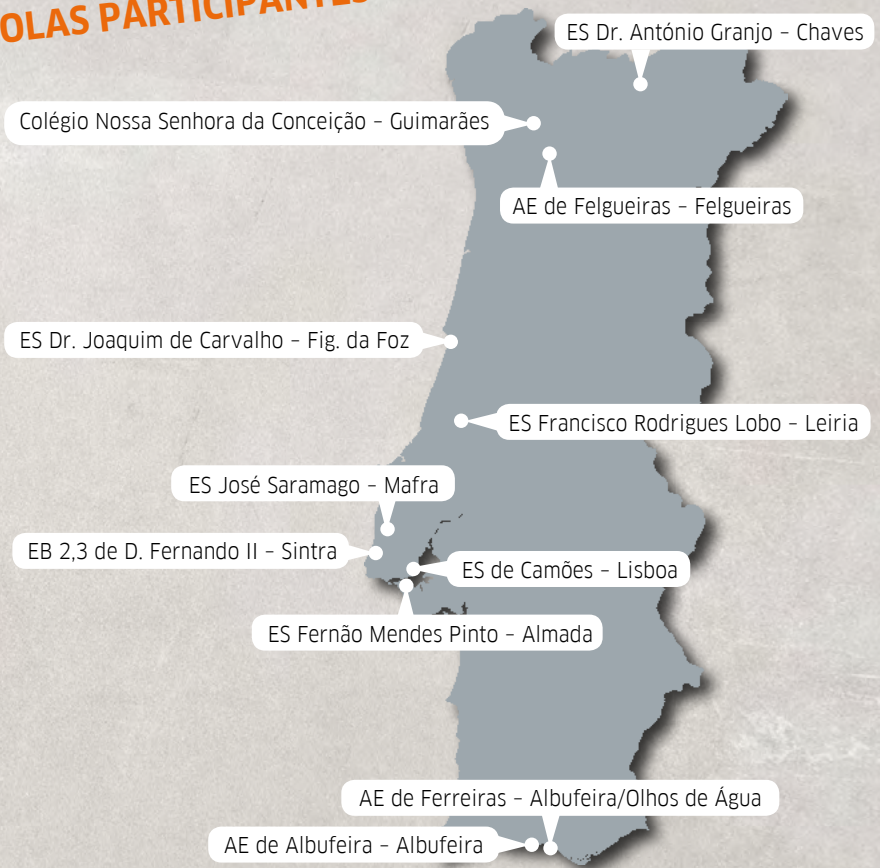 OLAS PARTICIPANTES
ES Dr. António Granjo – Chaves
Colégio Nossa Senhora da Conceição – Guimarães
AE de Felgueiras – Felgueiras
ES Dr. Joaquim de Carvalho – Fig. da Foz
ES Francisco Rodrigues Lobo – Leiria
ES José Saramago – Mafra
EB 2,3 de D. Fernando II – Sintra
ES de Camões – Lisboa
ES Fernão Mendes Pinto – Almada
AE de Ferreiras – Albufeira/Olhos de Água
AE de Albufeira – Albufeira